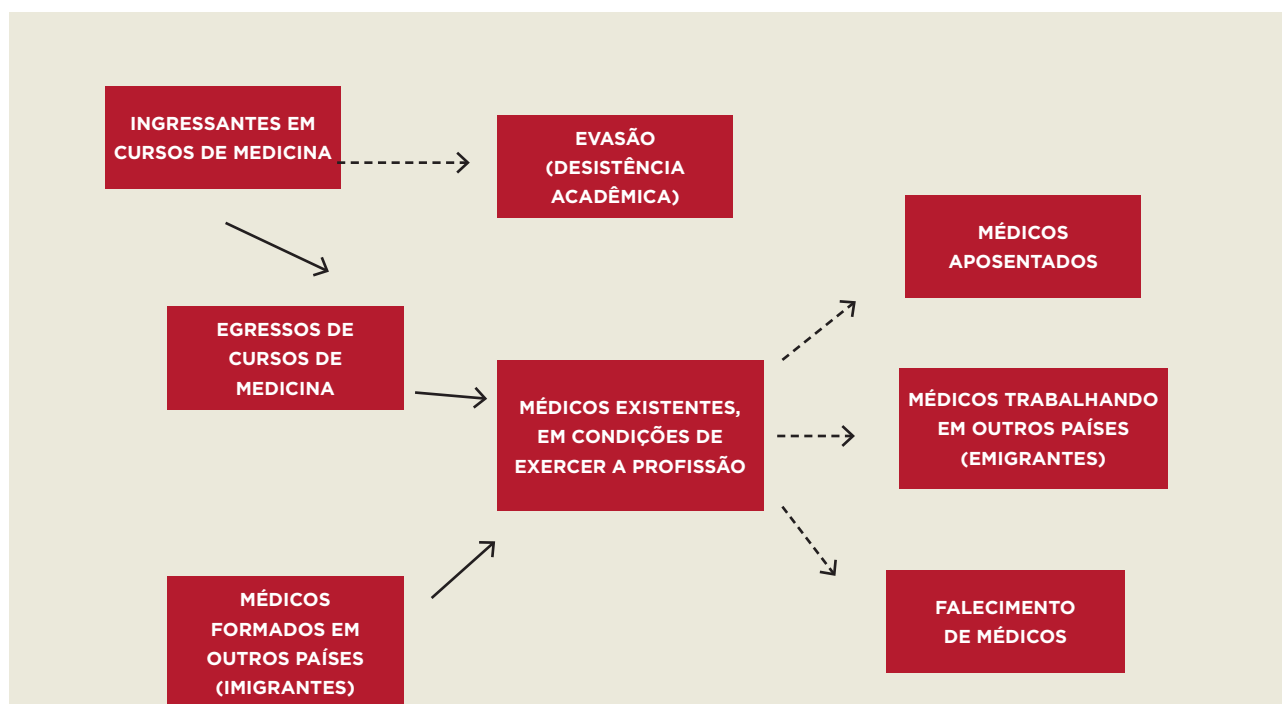 INGRESSANTES EM
CURSOS DE MEDICINA
EVASÃO
(DESISTÊNCIA
ACADÊMICA)
MÉDICOS
APOSENTADOS
EGRESSOS DE
CURSOS DE
MEDICINA
MÉDICOS EXISTENTES,
EM CONDIÇÕES DE
EXERCER A PROFISSÃO
MÉDICOS TRABALHANDO
EM OUTROS PAÍSES
(EMIGRANTES)
MÉDICOS
FORMADOS EM
OUTROS PAÍSES
(IMIGRANTES)
FALECIMENTO
DE MÉDICOS